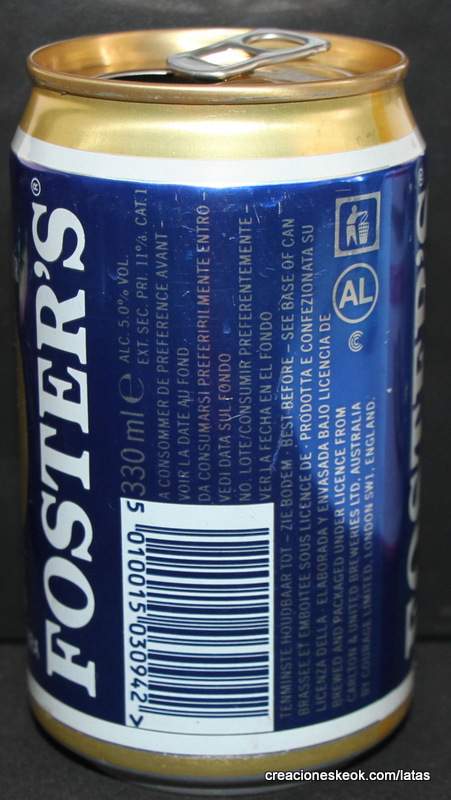 FOSTER'S®
330 ml e ALC. 5.0% VOL.
EXT. SEC. PRI. 11% CAT. 1
A CONSOMMER DE PREFERENCE AVANT -
VOIR LA DATE AU FOND
DA CONSUMARSI PREFERIBILMENTE ENTRO -
VEDI DATA SUL FONDO
NO. LOTE/CONSUMIR PREFERENTEMENTE -
VER LA FECHA EN EL FONDO
TENMINSTE HOUDBAAR TOT - ZIE BODEM BEST BEFORE - SEE BASE OF CAN
BRASSEE ET EMBOITEE SOUS LICENCE DE · PRODOTTA E CONFEZIONATA SU
LICENZA DELLA · ELABORADA Y ENVASADA BAJO LICENCIA DE
BREWED AND PACKAGED UNDER LICENCE FROM
CARLTON & UNITED BREWERIES LTD, AUSTRALIA
BY COURAGE LIMITED, LONDON SW1, ENGLAND.
AL
5 010015 030942 >
FOSTER'S
creacioneskeok.com/latas